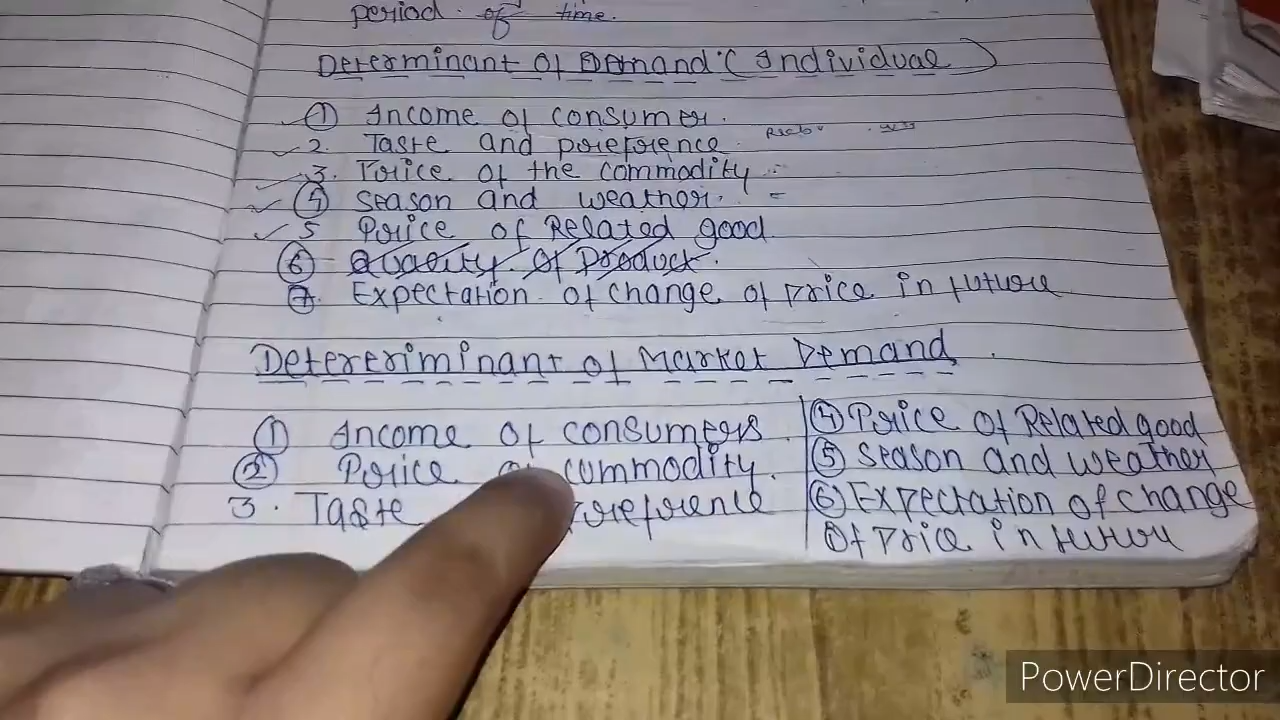 period of time.
Determinant of Demand (Individual)
① Income of consumer.
2. Taste and preference
3. Price of the commodity
④ Season and weather.
5 Price of Related good
⑥ Quality of Product.
7. Expectation of change of price in future
Detereriminant of Market Demand.
① Income of consumers
② Price of commodity.
3. Taste preference
④ Price of Related good
⑤ Season and weather
⑥ Expectation of change
of price in future
PowerDirector